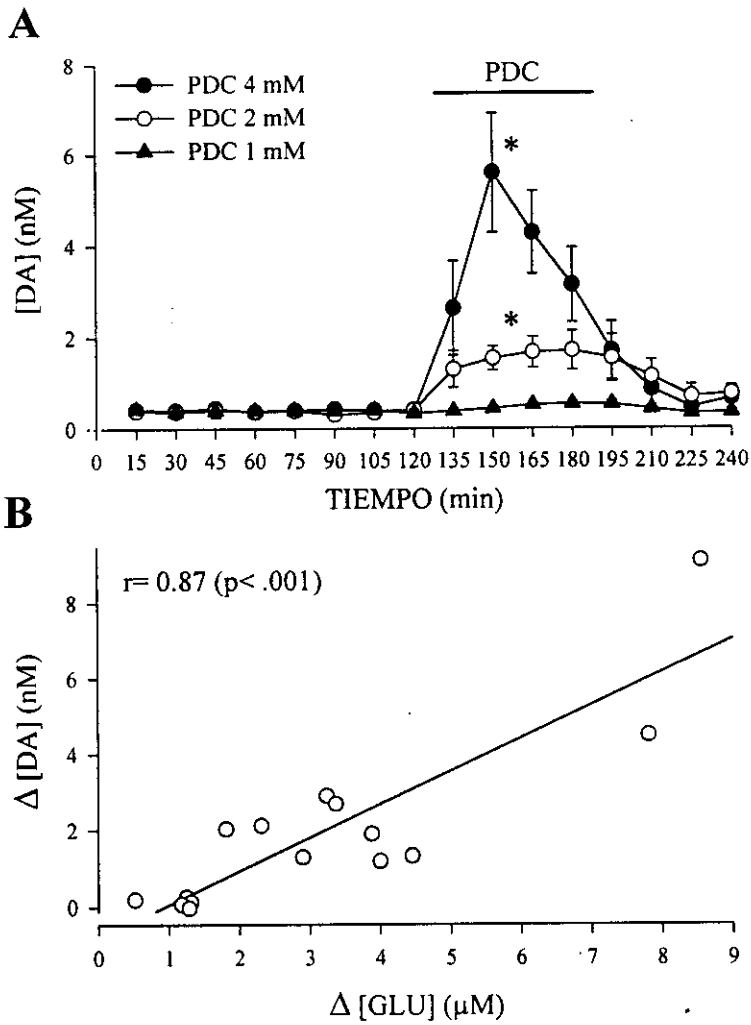 A
8
PDC
PDC 4 mM
PDC 2 mM
PDC 1 mM
*
6
4
[DA] (nM)
*
2
0
0 15 30 45 60 75 90 105 120 135 150 165 180 195 210 225 240
TIEMPO (min)
B
r= 0.87 (p< .001)
8
6
Δ [DA] (nM)
4
2
0
0 1 2 3 4 5 6 7 8 9
Δ [GLU] (μM)